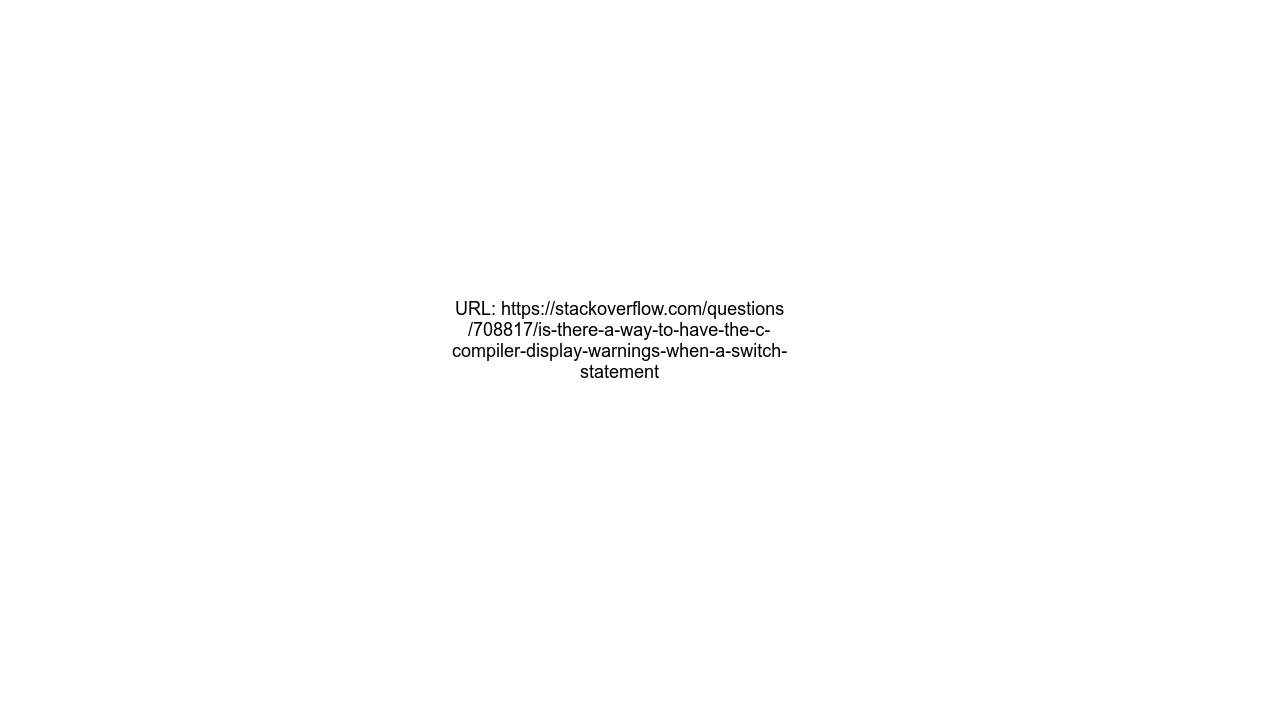 URL: https://stackoverflow.com/questions
/708817/is-there-a-way-to-have-the-c-
compiler-display-warnings-when-a-switch-
statement